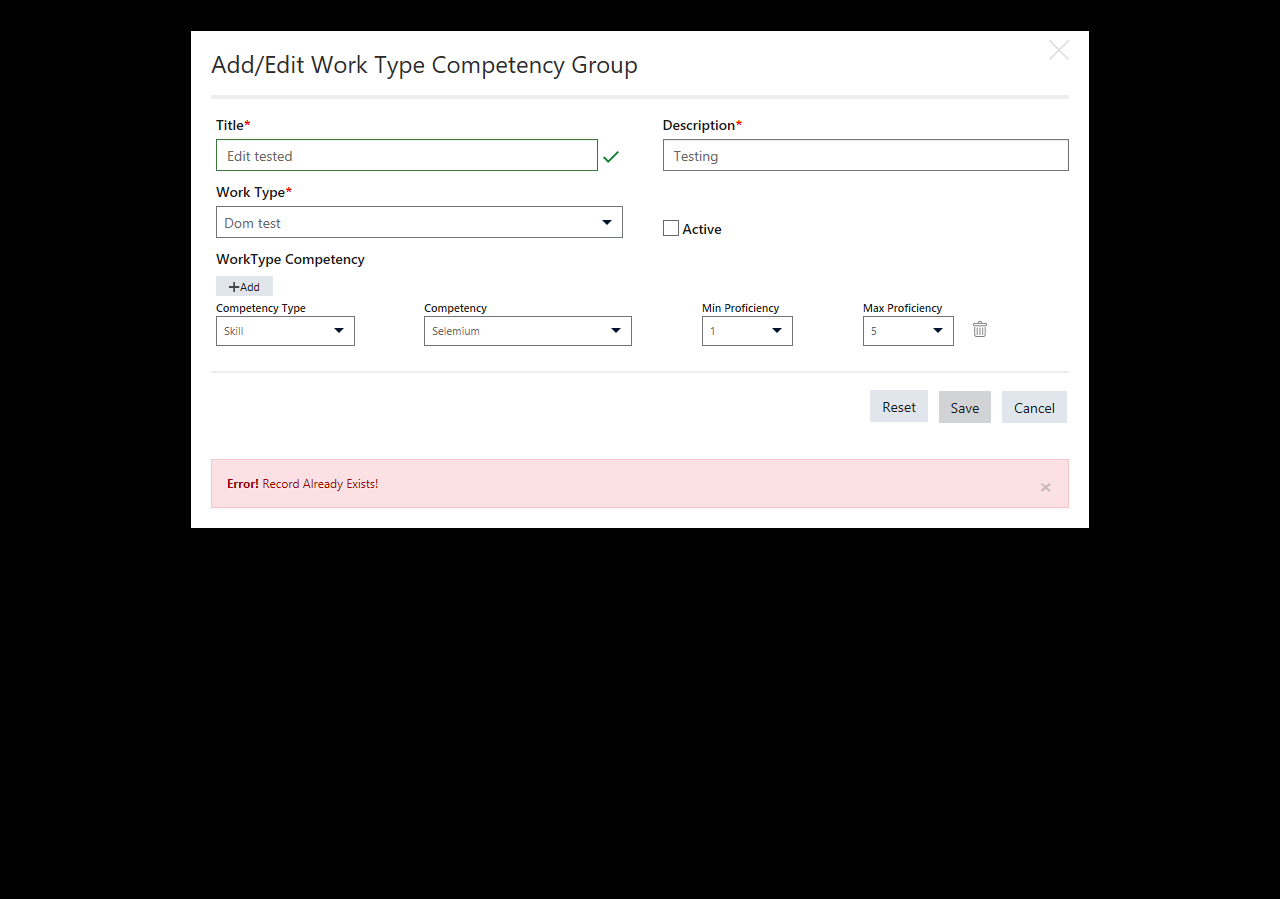 Add/Edit Work Type Competency Group
Title* Description*
Edit tested Testing
Work Type*
Dom test Active
WorkType Competency
+Add
Competency Type Competency Min Proficiency Max Proficiency
Skill Selemium 1 5
Reset Save Cancel
Error! Record Already Exists! ×